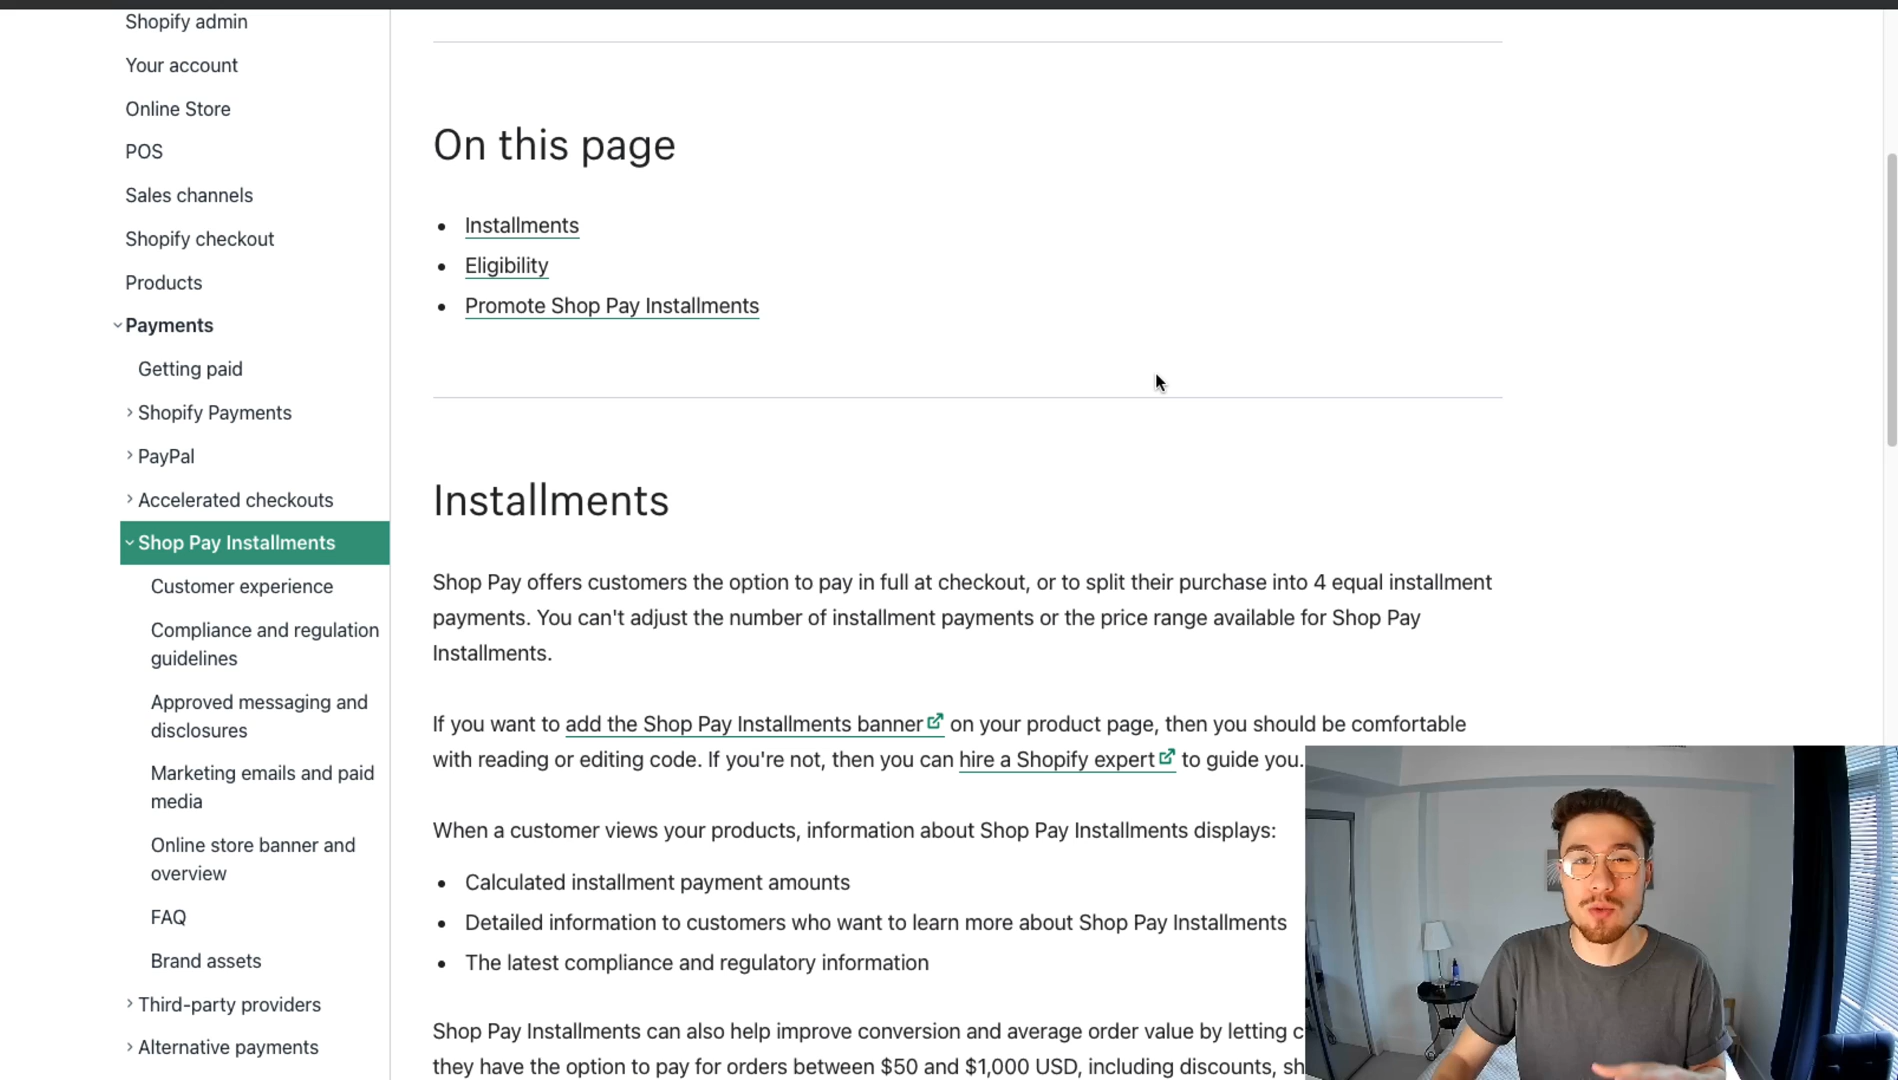 Shopify admin
Your account
Online Store
POS
Sales channels
Shopify checkout
Products
Payments
Getting paid
Shopify Payments
PayPal
Accelerated checkouts
Shop Pay Installments
Customer experience
Compliance and regulation
guidelines
Approved messaging and
disclosures
Marketing emails and paid
media
Online store banner and
overview
FAQ
Brand assets
Third-party providers
Alternative payments
On this page
Installments
Eligibility
Promote Shop Pay Installments
Installments
Shop Pay offers customers the option to pay in full at checkout, or to split their purchase into 4 equal installment
payments. You can't adjust the number of installment payments or the price range available for Shop Pay
Installments.
If you want to add the Shop Pay Installments banner on your product page, then you should be comfortable
with reading or editing code. If you're not, then you can hire a Shopify expert to guide you.
When a customer views your products, information about Shop Pay Installments displays:
Calculated installment payment amounts
Detailed information to customers who want to learn more about Shop Pay Installments
The latest compliance and regulatory information
Shop Pay Installments can also help improve conversion and average order value by letting
they have the option to pay for orders between $50 and $1,000 USD, including discounts,